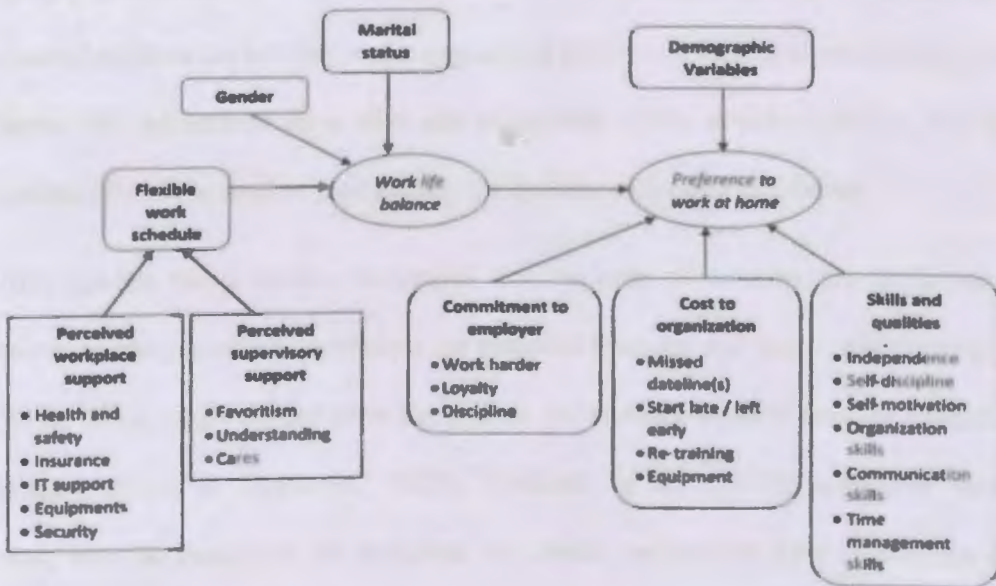 Marital
status
Demographic
Variables
Gender
Flexible
work
schedule
Work life
balance
Preference to
work at home
Perceived
workplace
support
• Health and
safety
• Insurance
• IT support
• Equipments
• Security
Perceived
supervisory
support
• Favoritism
• Understanding
• Cares
Commitment to
employer
• Work harder
• Loyalty
• Discipline
Cost to
organization
• Missed
dateline(s)
• Start late / left
early
• Re-training
• Equipment
Skills and
qualities
• Independence
• Self-discipline
• Self-motivation
• Organization
skills
• Communication
skills
• Time
management
skills